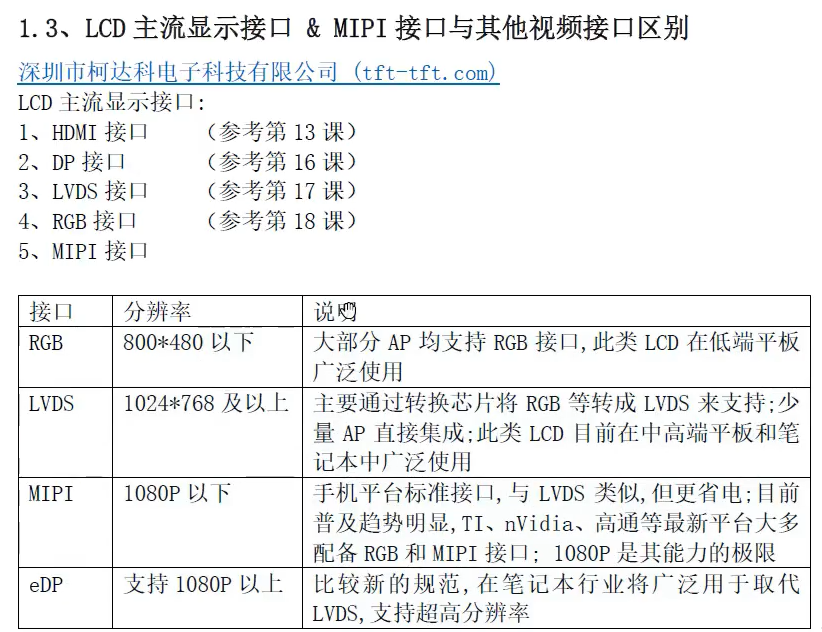 1.3、LCD 主流显示接口 & MIPI 接口与其他视频接口区别
深圳市柯达科电子科技有限公司 (tft-tft.com)
LCD 主流显示接口:
1、HDMI 接口 (参考第 13 课)
2、DP 接口 (参考第 16 课)
3、LVDS 接口 (参考第 17 课)
4、RGB 接口 (参考第 18 课)
5、MIPI 接口
接口 分辨率 说
RGB 800*480 以下 大部分 AP 均支持 RGB 接口,此类 LCD 在低端平板
广泛使用
LVDS 1024*768 及以上 主要通过转换芯片将 RGB 等转成 LVDS 来支持;少
量 AP 直接集成;此类 LCD 目前在中高端平板和笔
记本中广泛使用
MIPI 1080P 以下 手机平台标准接口,与 LVDS 类似,但更省电;目前
普及趋势明显,TI、nVidia、高通等最新平台大多
配备 RGB 和 MIPI 接口; 1080P 是其能力的极限
eDP 支持 1080P 以上 比较新的规范,在笔记本行业将广泛用于取代
LVDS,支持超高分辨率